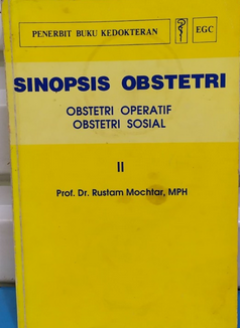 PENERBIT BUKU KEDOKTERAN
EGC
SINOPSIS OBSTETRI
OBSTETRI OPERATIF
OBSTETRI SOSIAL
II
Prof. Dr. Rustam Mochtar, MPH